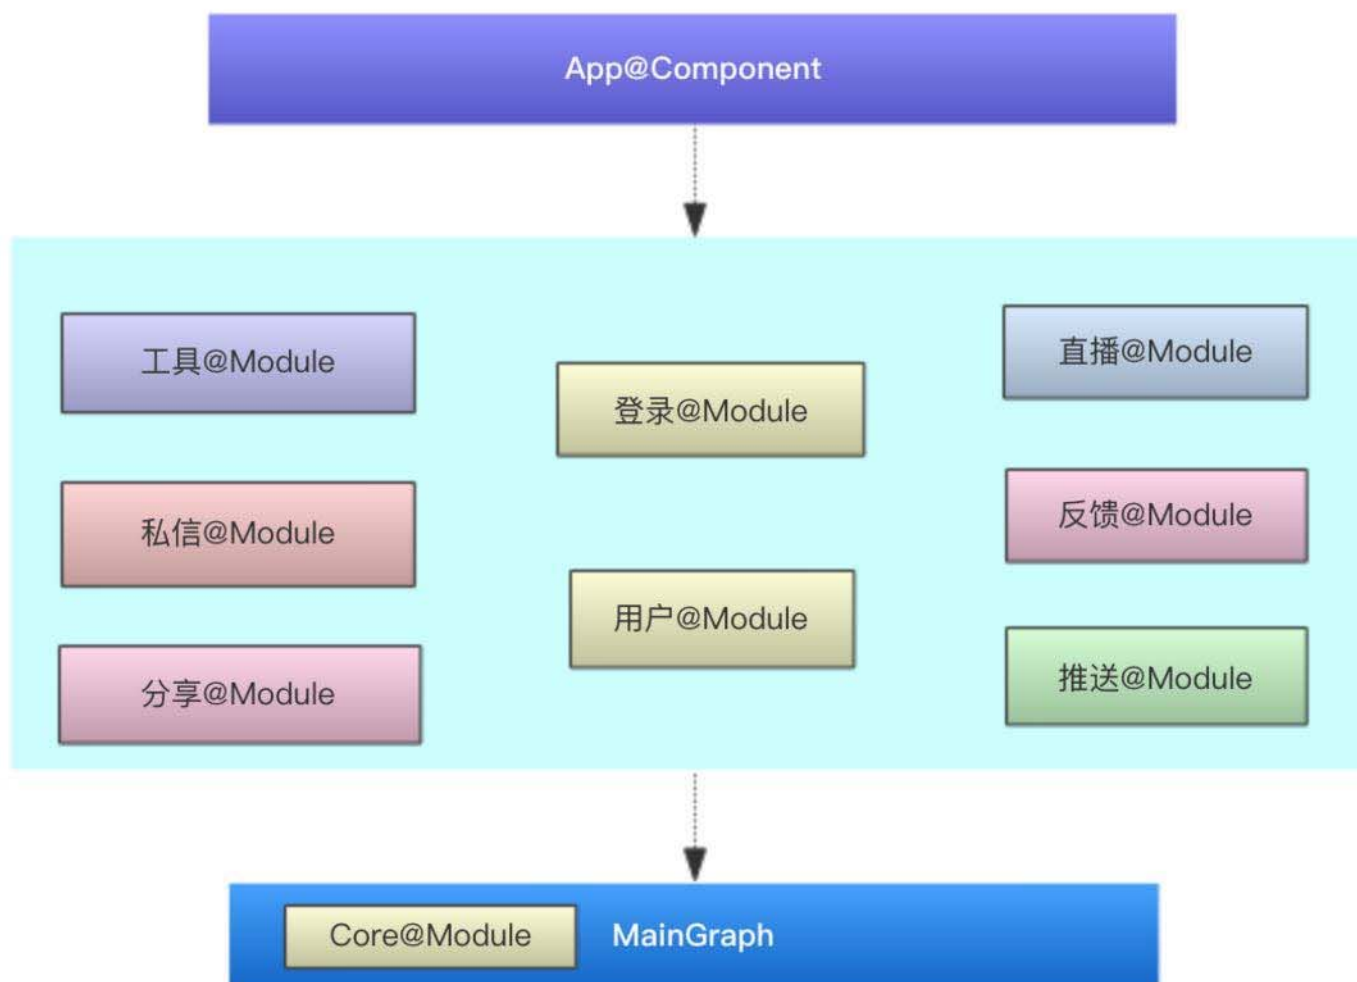 App@Component
工具@Module
私信@Module
分享@Module
登录@Module
用户@Module
直播@Module
反馈@Module
推送@Module
Core@Module
MainGraph